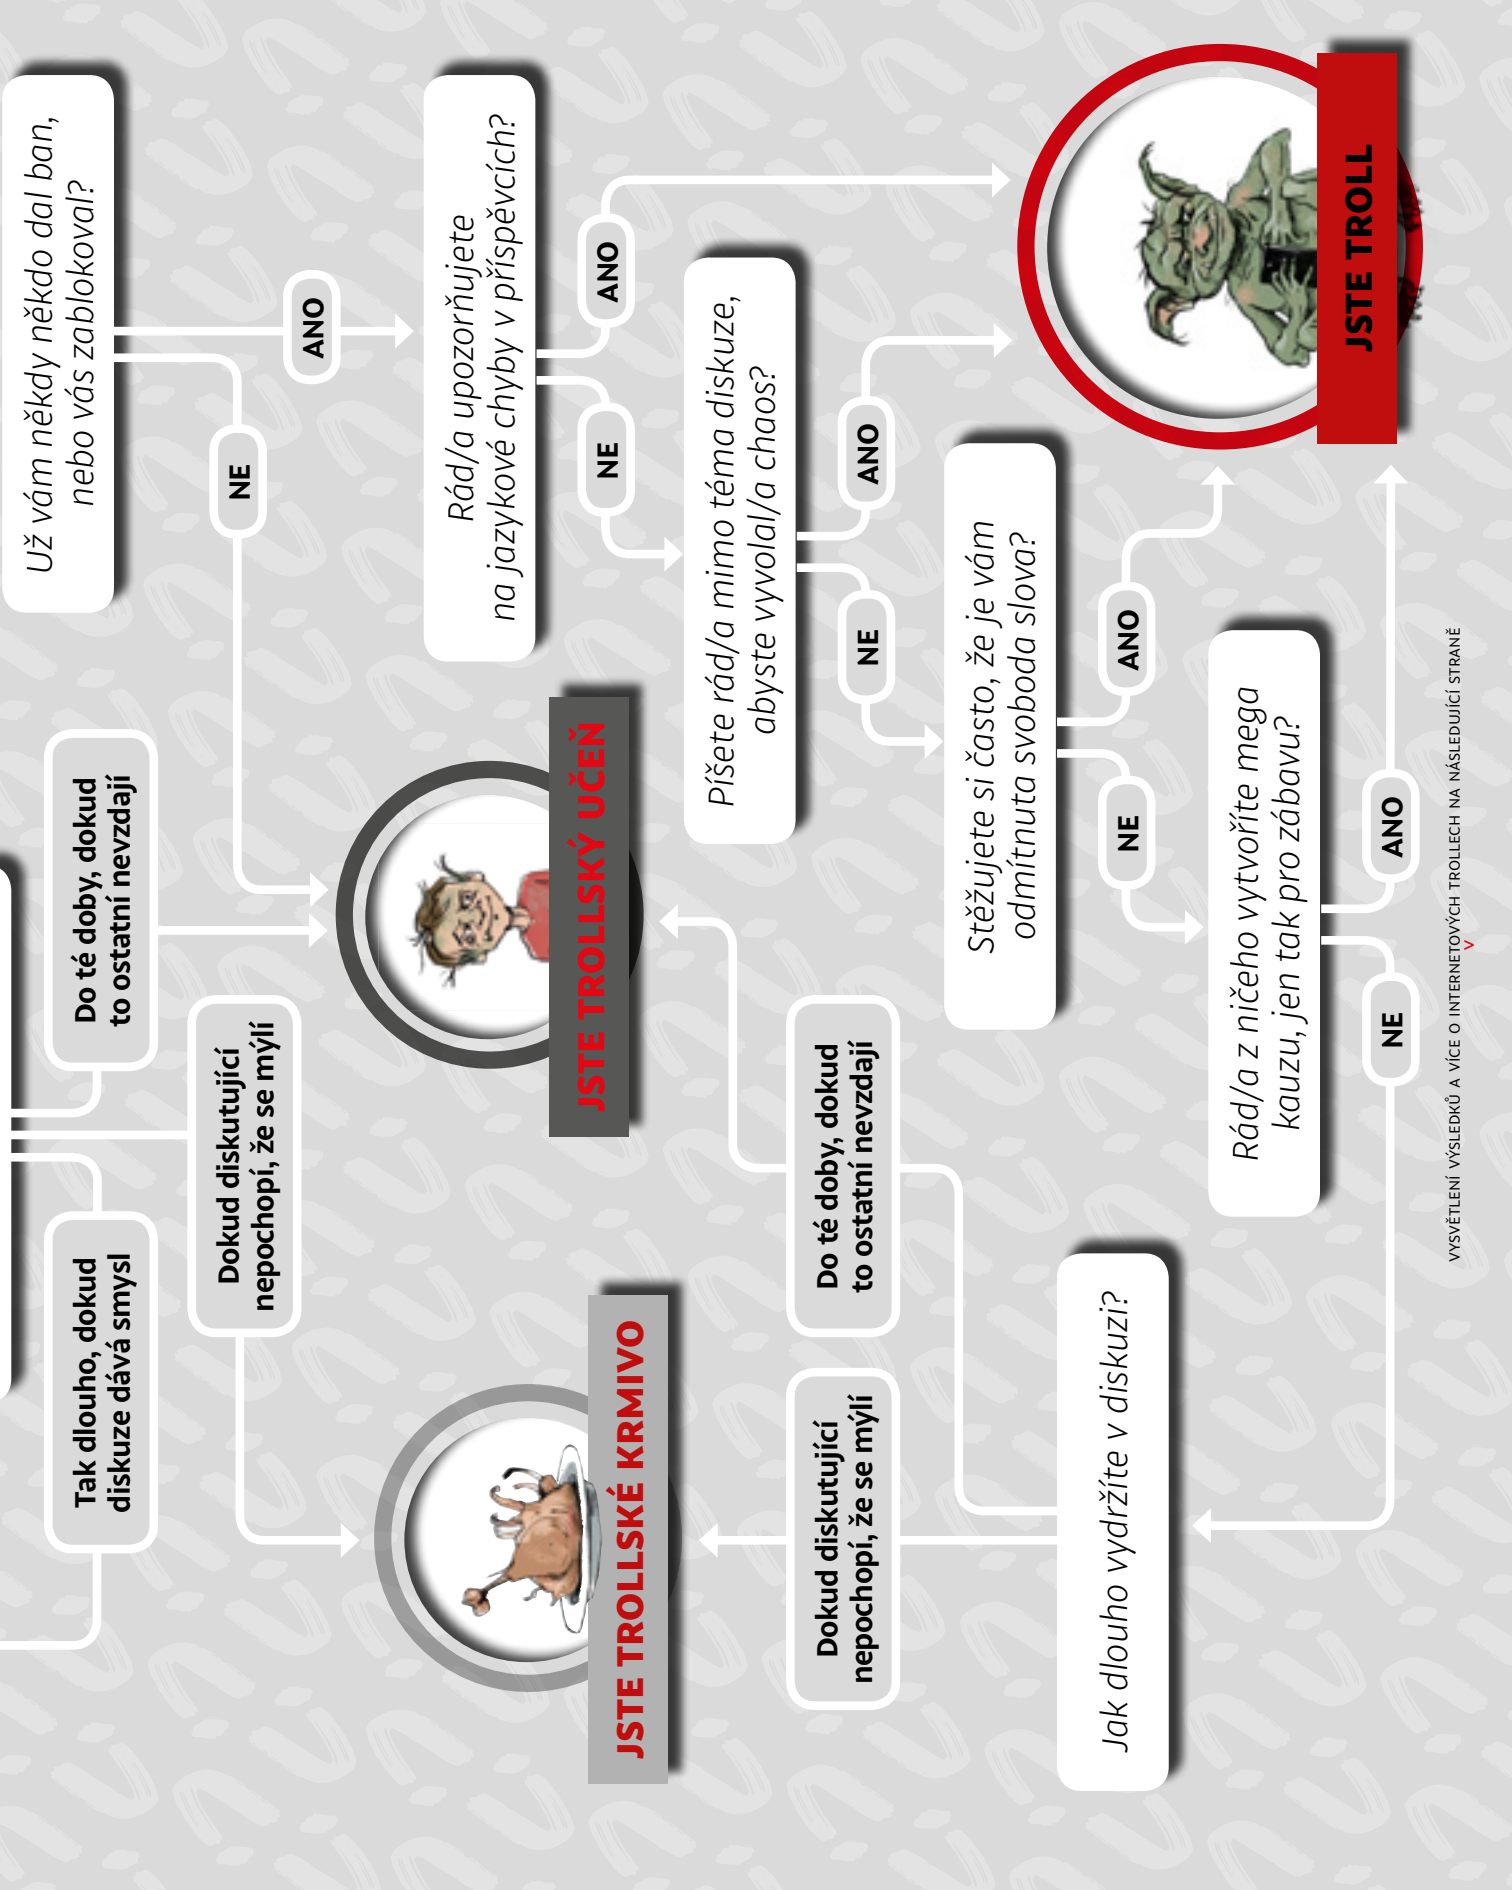 Už vám někdy někdo dal ban,
nebo vás zablokoval?
ANO
NE
Rád/a upozorňujete
na jazykové chyby v příspěvcích?
ANO
NE
Píšete rád/a mimo téma diskuze,
abyste vyvolal/a chaos?
ANO
NE
Stěžujete si často, že je vám
odmítnuta svoboda slova?
ANO
NE
Rád/a z ničeho vytvoříte mega
kauzu, jen tak pro zábavu?
ANO
NE
JSTE TROLL
Do té doby, dokud
to ostatní nevzdají
Dokud diskutující
nepochopí, že se mýlí
Tak dlouho, dokud
diskuze dává smysl
JSTE TROLLSKÝ UČEŇ
JSTE TROLLSKÉ KRMIVO
Do té doby, dokud
to ostatní nevzdají
Dokud diskutující
nepochopí, že se mýlí
Jak dlouho vydržíte v diskuzi?
VYSVĚTLENÍ VÝSLEDKŮ A VÍCE O INTERNETOVÝCH TROLLECH NA NÁSLEDUJÍCÍ STRANĚ